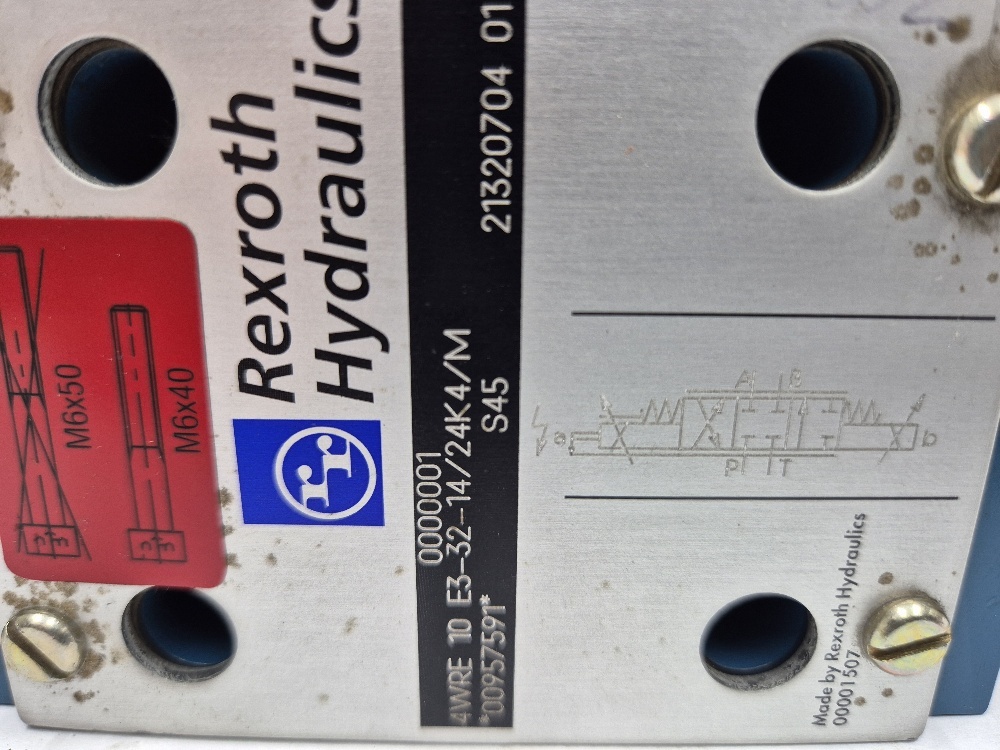 Rexroth
Hydraulics
M6x50
M6x40
0000001
4WRE 10 E3-32-14/24K4/M
S45
*00957591*
21320704 01
A B
a b
P T
Made by Rexroth Hydraulics
00001507